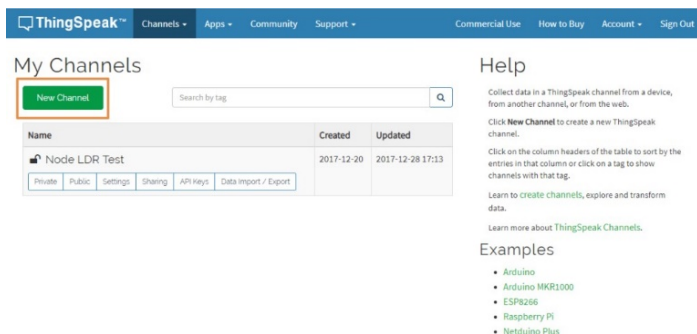 ThingSpeak™ Channels Apps Community Support Commercial Use How to Buy Account Sign Out
My Channels
New Channel
Search by tag
Name Created Updated
Node LDR Test 2017-12-20 2017-12-28 17:13
Private Public Settings Sharing API Keys Data Import / Export
Help
Collect data in a ThingSpeak channel from a device,
from another channel, or from the web.
Click New Channel to create a new ThingSpeak
channel.
Click on the column headers of the table to sort by the
entries in that column or click on a tag to show
channels with that tag.
Learn to create channels, explore and transform
data.
Learn more about ThingSpeak Channels.
Examples
• Arduino
• Arduino MKR1000
• ESP8266
• Raspberry Pi
• Netduino Plus